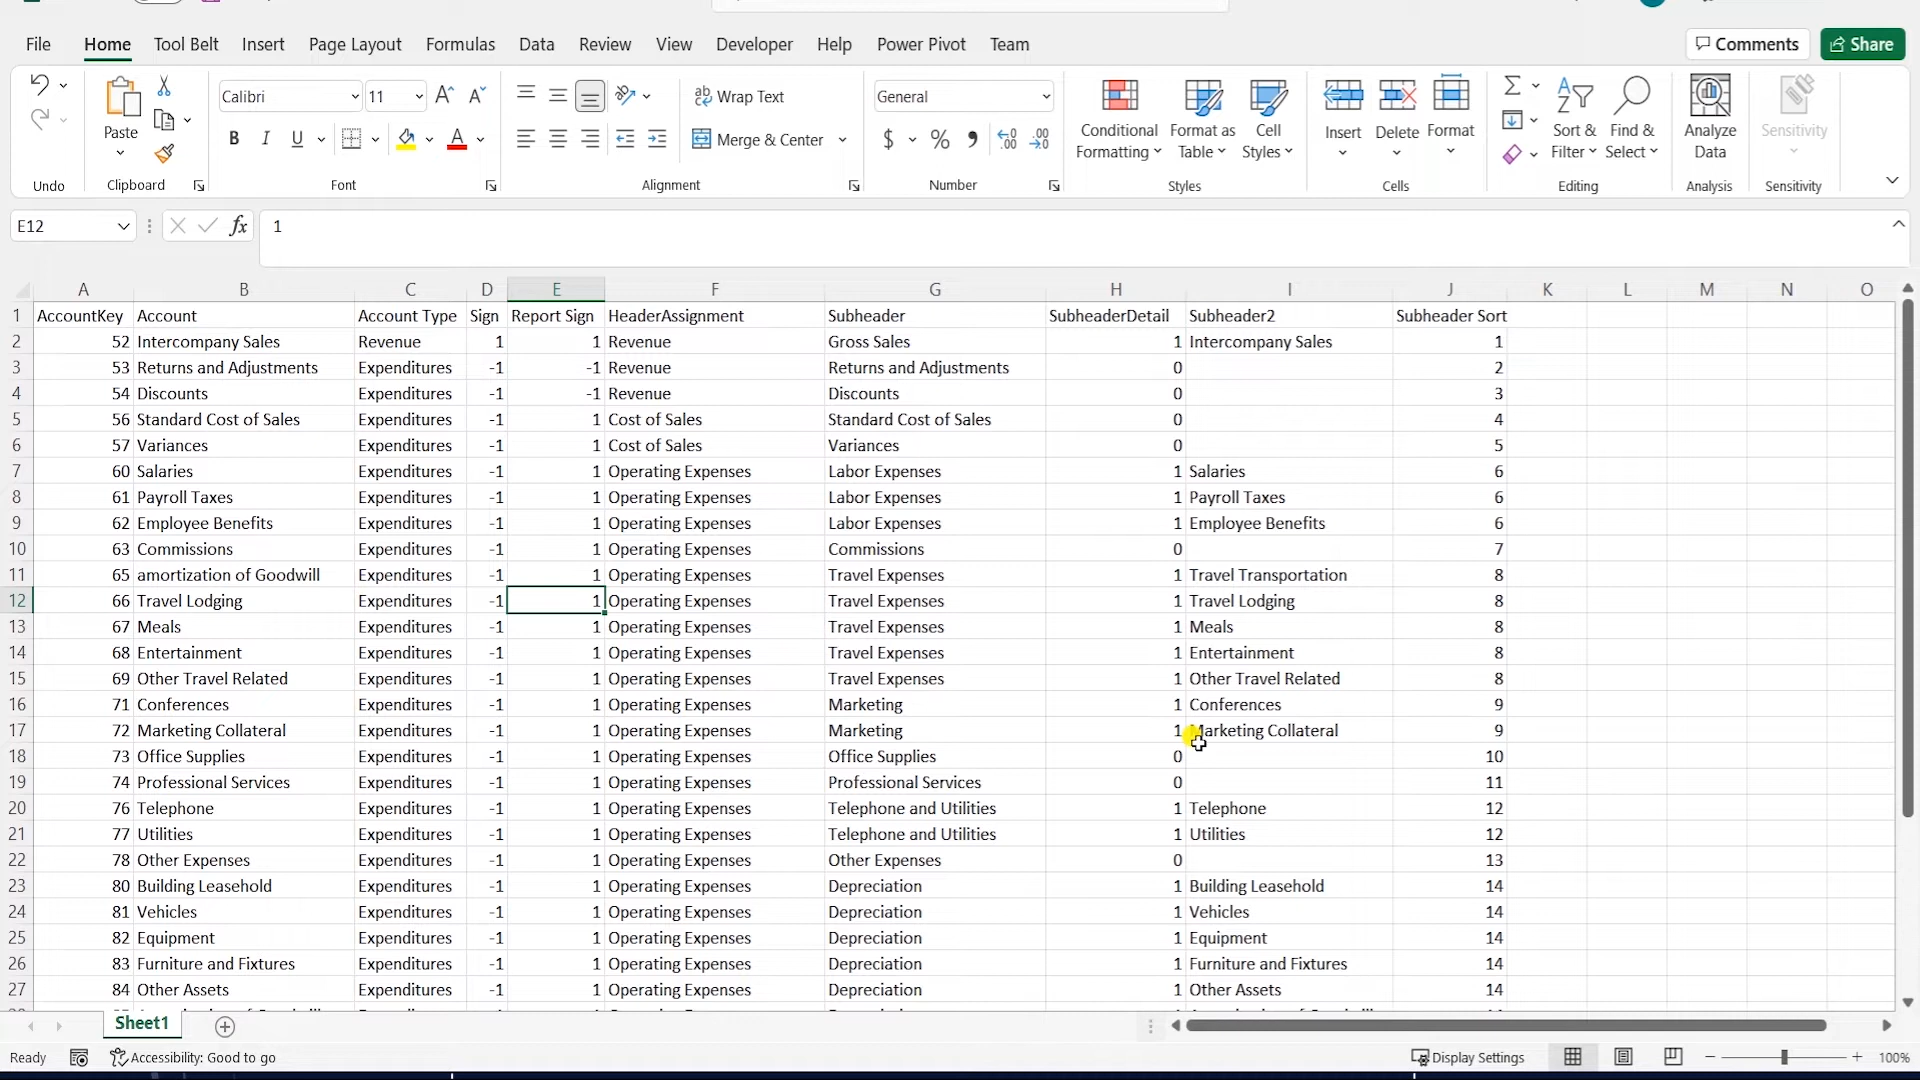 File Home Tool Belt Insert Page Layout Formulas Data Review View Developer Help Power Pivot Team Comments Share
Calibri 11 Wrap Text General
Paste B I U Merge & Center $ % Conditional Formatting Format as Table Cell Styles Insert Delete Format Sort & Filter Find & Select Analyze Data Sensitivity
Undo Clipboard Font Alignment Number Styles Cells Editing Analysis Sensitivity
E12 fx 1
A B C D E F G H I J K L M N O
1 AccountKey Account Account Type Sign Report Sign HeaderAssignment Subheader SubheaderDetail Subheader2 Subheader Sort
2 52 Intercompany Sales Revenue 1 1 Revenue Gross Sales 1 Intercompany Sales 1
3 53 Returns and Adjustments Expenditures -1 -1 Revenue Returns and Adjustments 0 2
4 54 Discounts Expenditures -1 -1 Revenue Discounts 0 3
5 56 Standard Cost of Sales Expenditures -1 1 Cost of Sales Standard Cost of Sales 0 4
6 57 Variances Expenditures -1 1 Cost of Sales Variances 0 5
7 60 Salaries Expenditures -1 1 Operating Expenses Labor Expenses 1 Salaries 6
8 61 Payroll Taxes Expenditures -1 1 Operating Expenses Labor Expenses 1 Payroll Taxes 6
9 62 Employee Benefits Expenditures -1 1 Operating Expenses Labor Expenses 1 Employee Benefits 6
10 63 Commissions Expenditures -1 1 Operating Expenses Commissions 0 7
11 65 amortization of Goodwill Expenditures -1 1 Operating Expenses Travel Expenses 1 Travel Transportation 8
12 66 Travel Lodging Expenditures -1 1 Operating Expenses Travel Expenses 1 Travel Lodging 8
13 67 Meals Expenditures -1 1 Operating Expenses Travel Expenses 1 Meals 8
14 68 Entertainment Expenditures -1 1 Operating Expenses Travel Expenses 1 Entertainment 8
15 69 Other Travel Related Expenditures -1 1 Operating Expenses Travel Expenses 1 Other Travel Related 8
16 71 Conferences Expenditures -1 1 Operating Expenses Marketing 1 Conferences 9
17 72 Marketing Collateral Expenditures -1 1 Operating Expenses Marketing 1 Marketing Collateral 9
18 73 Office Supplies Expenditures -1 1 Operating Expenses Office Supplies 0 10
19 74 Professional Services Expenditures -1 1 Operating Expenses Professional Services 0 11
20 76 Telephone Expenditures -1 1 Operating Expenses Telephone and Utilities 1 Telephone 12
21 77 Utilities Expenditures -1 1 Operating Expenses Telephone and Utilities 1 Utilities 12
22 78 Other Expenses Expenditures -1 1 Operating Expenses Other Expenses 0 13
23 80 Building Leasehold Expenditures -1 1 Operating Expenses Depreciation 1 Building Leasehold 14
24 81 Vehicles Expenditures -1 1 Operating Expenses Depreciation 1 Vehicles 14
25 82 Equipment Expenditures -1 1 Operating Expenses Depreciation 1 Equipment 14
26 83 Furniture and Fixtures Expenditures -1 1 Operating Expenses Depreciation 1 Furniture and Fixtures 14
27 84 Other Assets Expenditures -1 1 Operating Expenses Depreciation 1 Other Assets 14
Sheet1
Ready Accessibility: Good to go Display Settings 100%